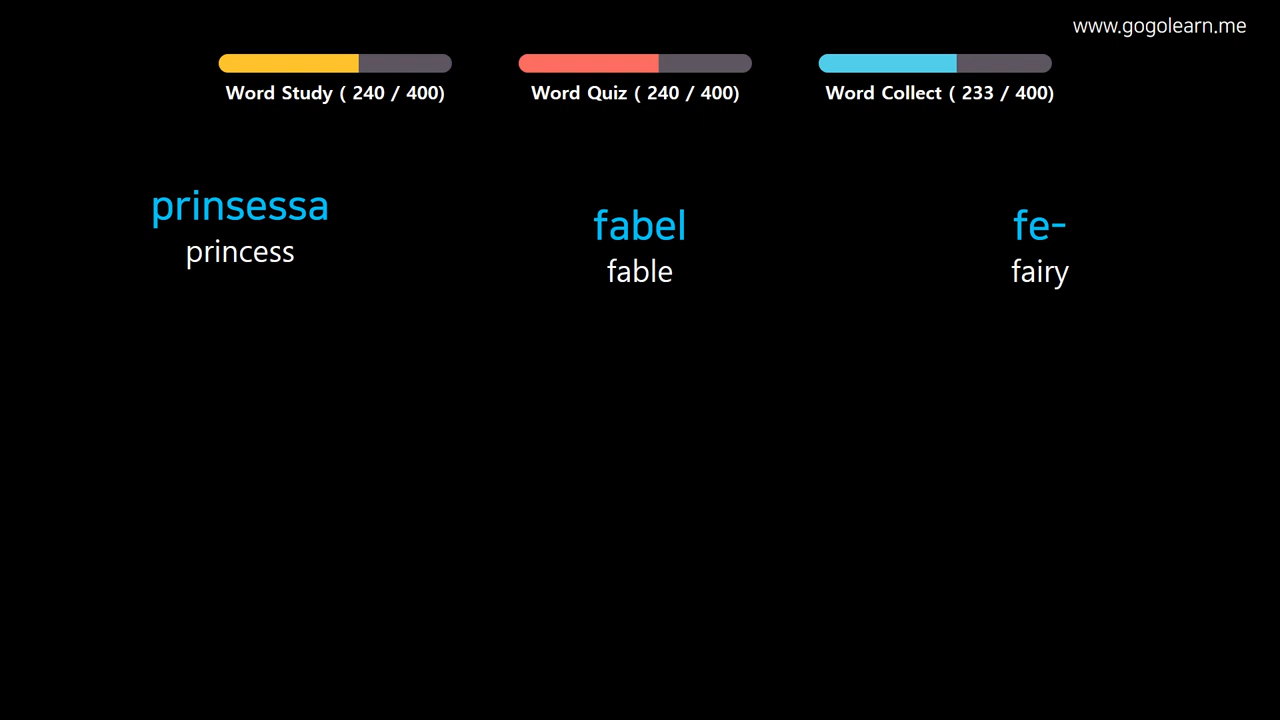 www.gogolearn.me
Word Study ( 240 / 400)
Word Quiz ( 240 / 400)
Word Collect ( 233 / 400)
prinsessa
princess
fabel
fable
fe-
fairy